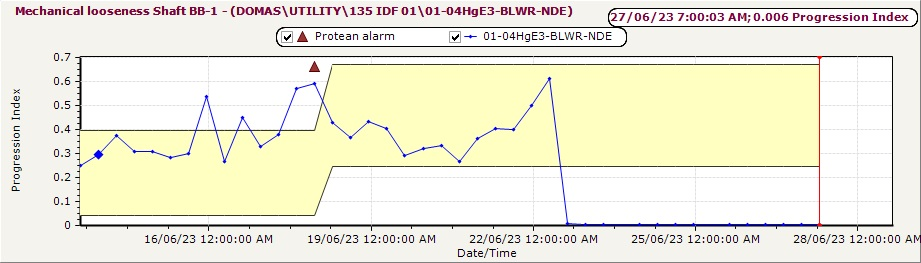 Mechanical looseness Shaft BB-1 - (DOMAS\UTILITY\135 IDF 01\01-04HgE3-BLWR-NDE)
27/06/23 7:00:03 AM;0.006 Progression Index
Protean alarm 01-04HgE3-BLWR-NDE
Progression Index
0.7
0.6
0.5
0.4
0.3
0.2
0.1
0
16/06/23 12:00:00 AM 19/06/23 12:00:00 AM 22/06/23 12:00:00 AM 25/06/23 12:00:00 AM 28/06/23 12:00:00 AM
Date/Time